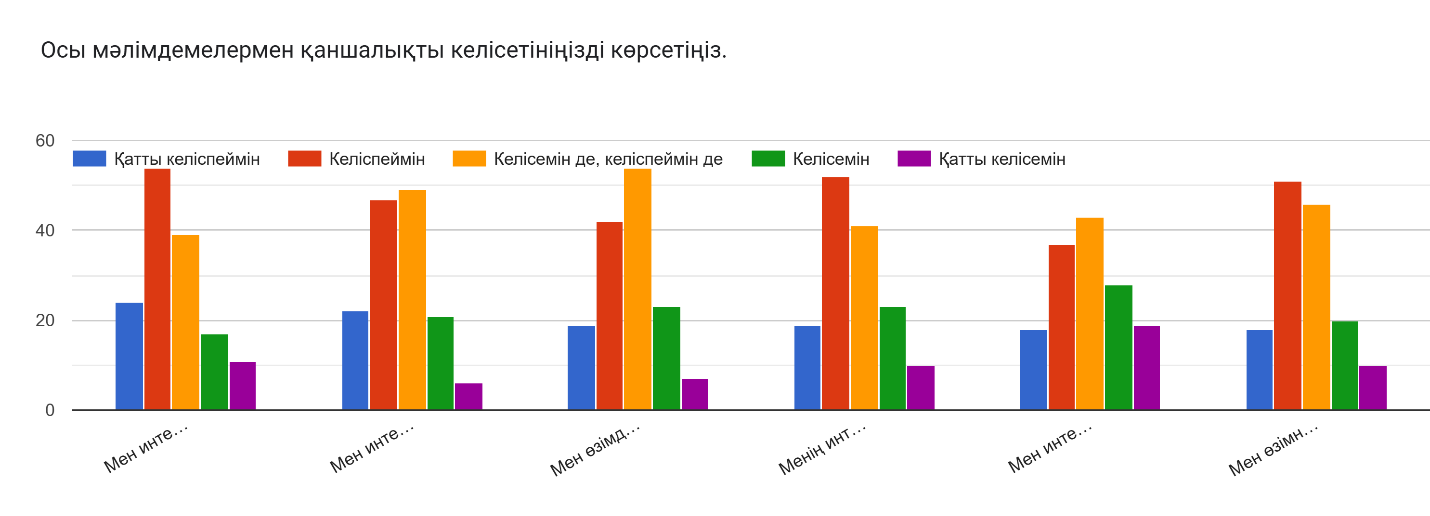 Осы мәлімдемелермен қаншалықты келісетініңізді көрсетіңіз.
60
Қатты келіспеймін Келіспеймін Келісемін де, келіспеймін де Келісемін Қатты келісемін
40
20
0
Мен инте… Мен инте… Мен өзімд… Менің инт… Мен инте… Мен өзімн…